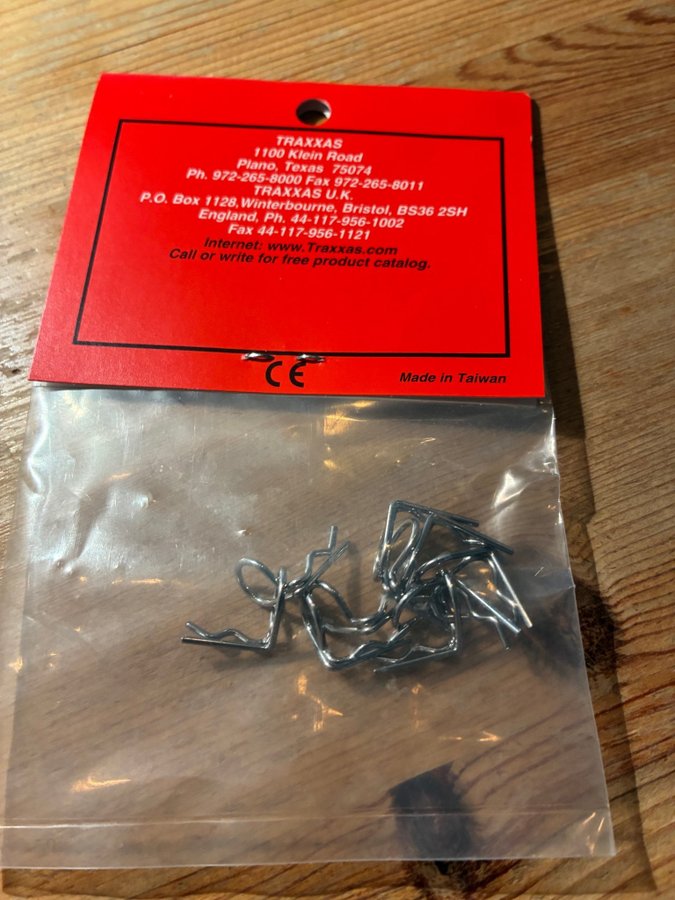 TRAXXAS
1100 Klein Road
Plano, Texas 75074
Ph. 972-265-8000 Fax 972-265-8011
TRAXXAS U.K.
P.O. Box 1128,Winterbourne, Bristol, BS36 2SH
England, Ph. 44-117-956-1002
Fax 44-117-956-1121
Internet: www.Traxxas.com
Call or write for free product catalog.
CE
Made in Taiwan